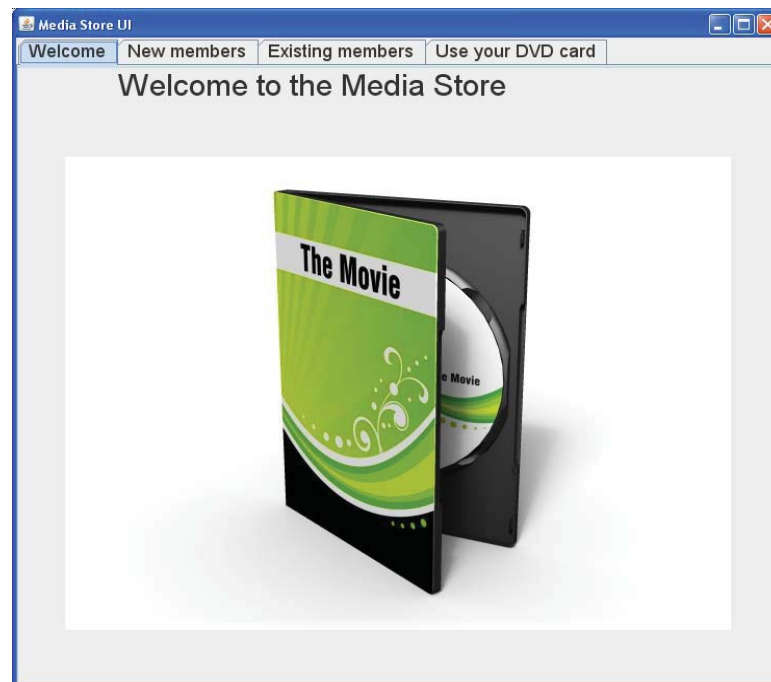 Media Store UI
Welcome New members Existing members Use your DVD card
Welcome to the Media Store
The Movie
e Movie